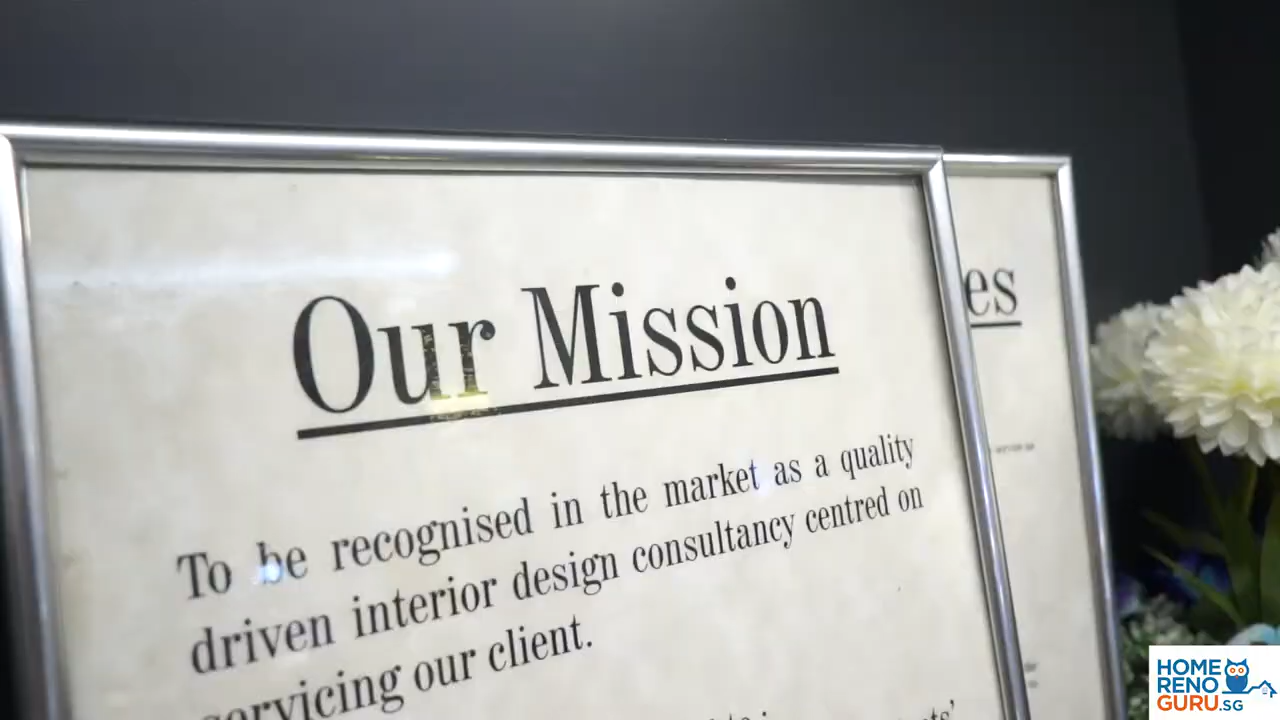 Our Mission
es
To be recognised in the market as a quality
driven interior design consultancy centred on
servicing our client.
HOME
RENO
GURU.SG